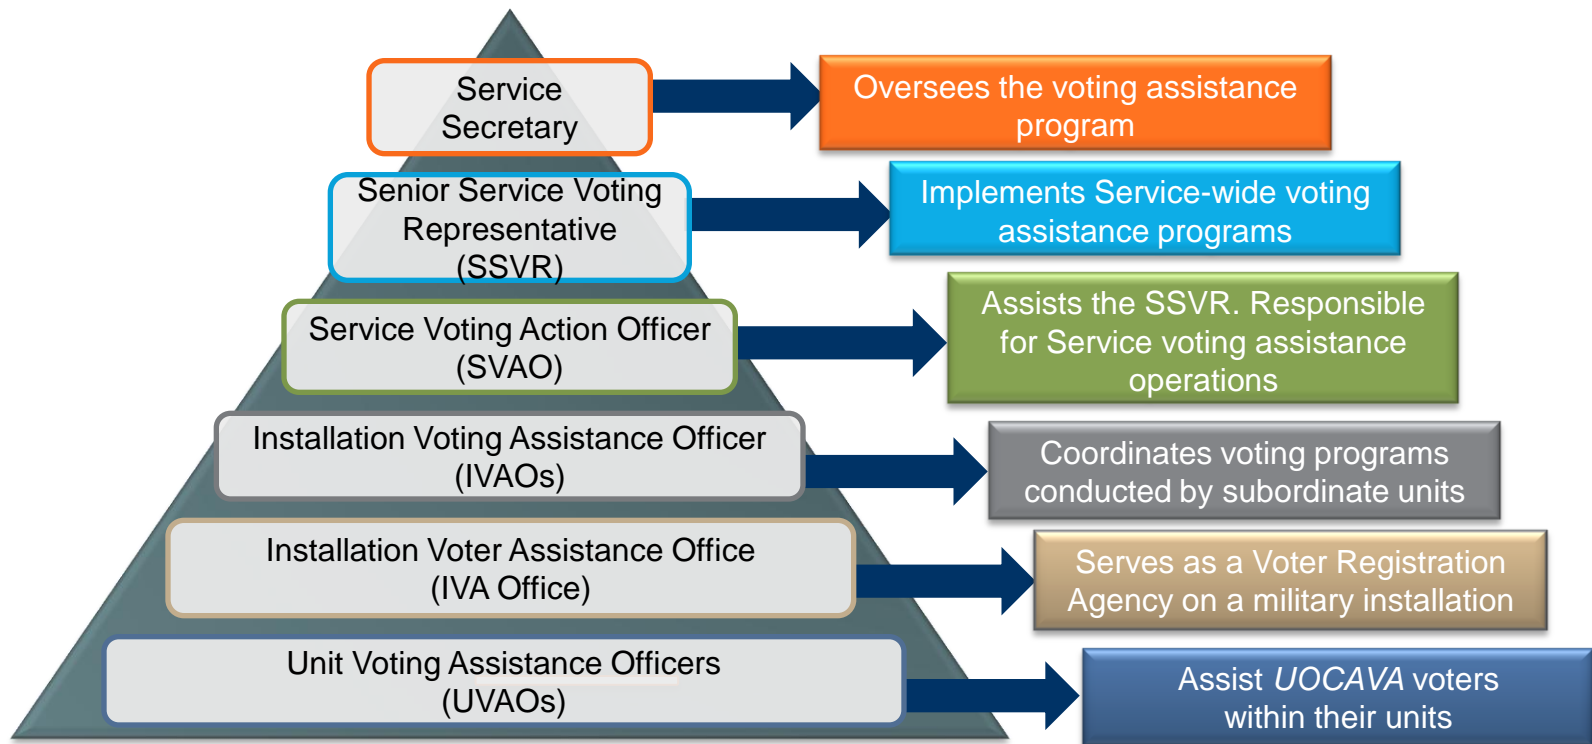 Service
Secretary
Oversees the voting assistance
program
Senior Service Voting
Representative
(SSVR)
Implements Service-wide voting
assistance programs
Service Voting Action Officer
(SVAO)
Assists the SSVR. Responsible
for Service voting assistance
operations
Installation Voting Assistance Officer
(IVAOs)
Coordinates voting programs
conducted by subordinate units
Installation Voter Assistance Office
(IVA Office)
Serves as a Voter Registration
Agency on a military installation
Unit Voting Assistance Officers
(UVAOs)
Assist UOCAVA voters
within their units